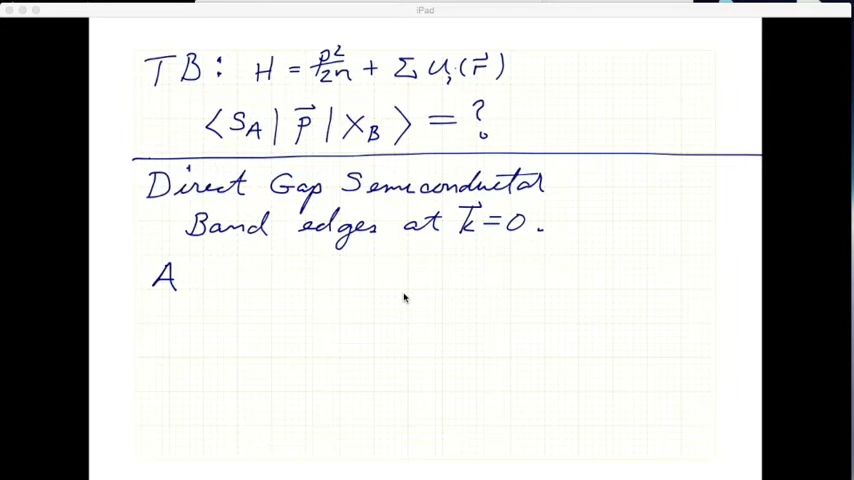 iPad
TB: H = p²/2m + Σ Uᵢ(r⃗)
⟨S_A| p⃗ |X_B⟩ = ?
Direct Gap Semiconductor
Band edges at k⃗=0.
A